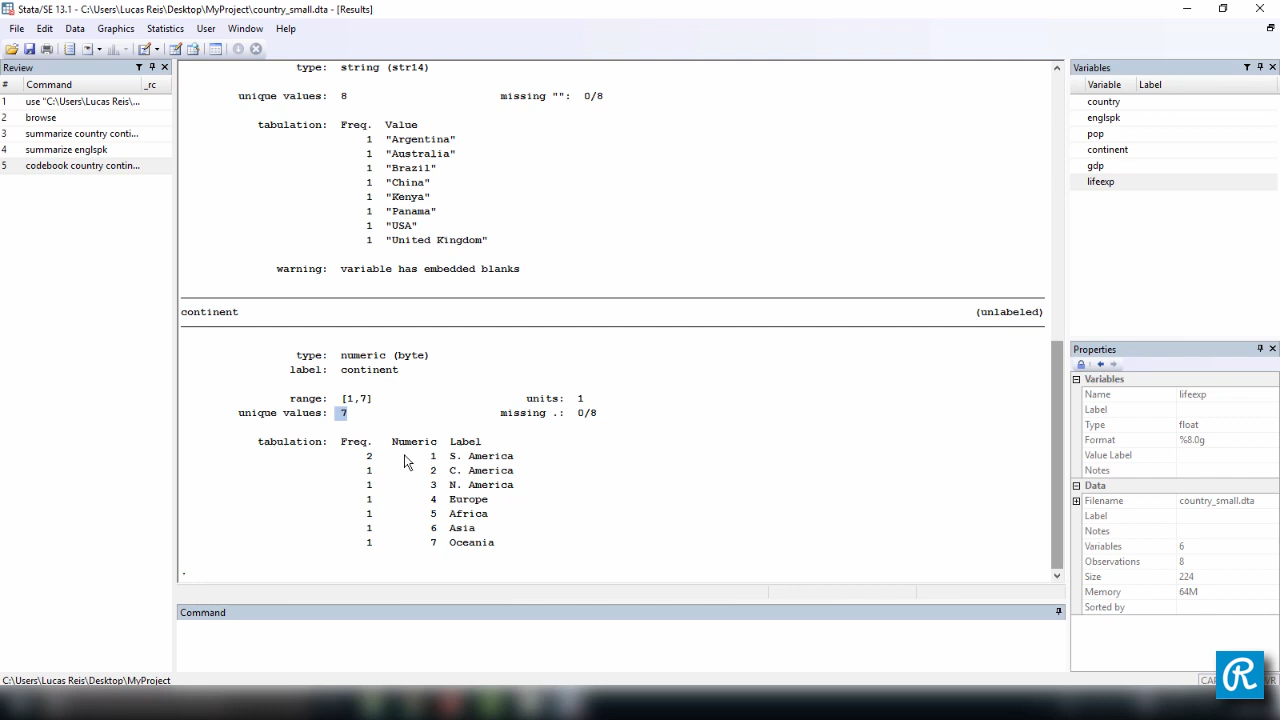 Stata/SE 13.1 - C:\Users\Lucas Reis\Desktop\MyProject\country_small.dta - [Results]
File Edit Data Graphics Statistics User Window Help
Review
# Command _rc
1 use "C:\Users\Lucas Reis\...
2 browse
3 summarize country conti...
4 summarize englspk
5 codebook country contin...
type: string (str14)
unique values: 8 missing "": 0/8
tabulation: Freq. Value
1 "Argentina"
1 "Australia"
1 "Brazil"
1 "China"
1 "Kenya"
1 "Panama"
1 "USA"
1 "United Kingdom"
warning: variable has embedded blanks
continent (unlabeled)
type: numeric (byte)
label: continent
range: [1,7] units: 1
unique values: 7 missing .: 0/8
tabulation: Freq. Numeric Label
2 1 S. America
1 2 C. America
1 3 N. America
1 4 Europe
1 5 Africa
1 6 Asia
1 7 Oceania
.
Command
Variables
Variable Label
country
englspk
pop
continent
gdp
lifeexp
Properties
Variables
Name lifeexp
Label
Type float
Format %8.0g
Value Label
Notes
Data
Filename country_small.dta
Label
Notes
Variables 6
Observations 8
Size 224
Memory 64M
Sorted by
C:\Users\Lucas Reis\Desktop\MyProject
R